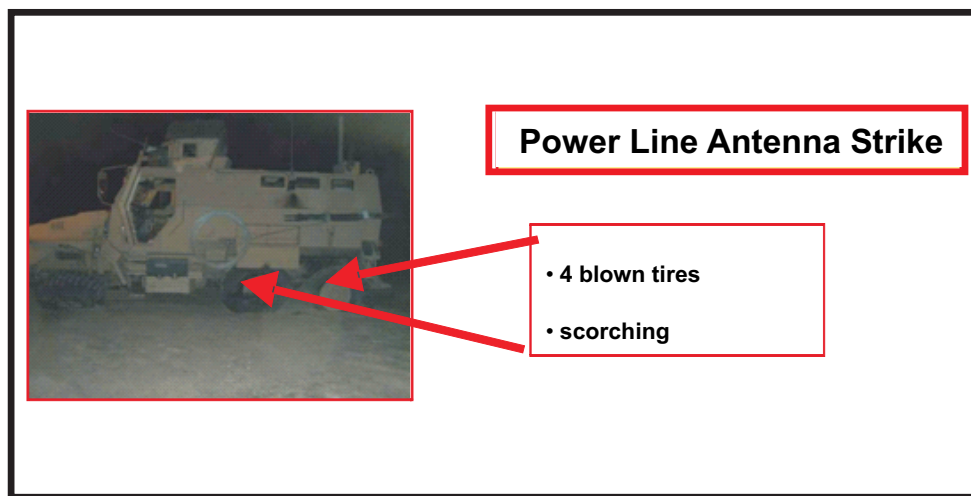 Power Line Antenna Strike
• 4 blown tires
• scorching